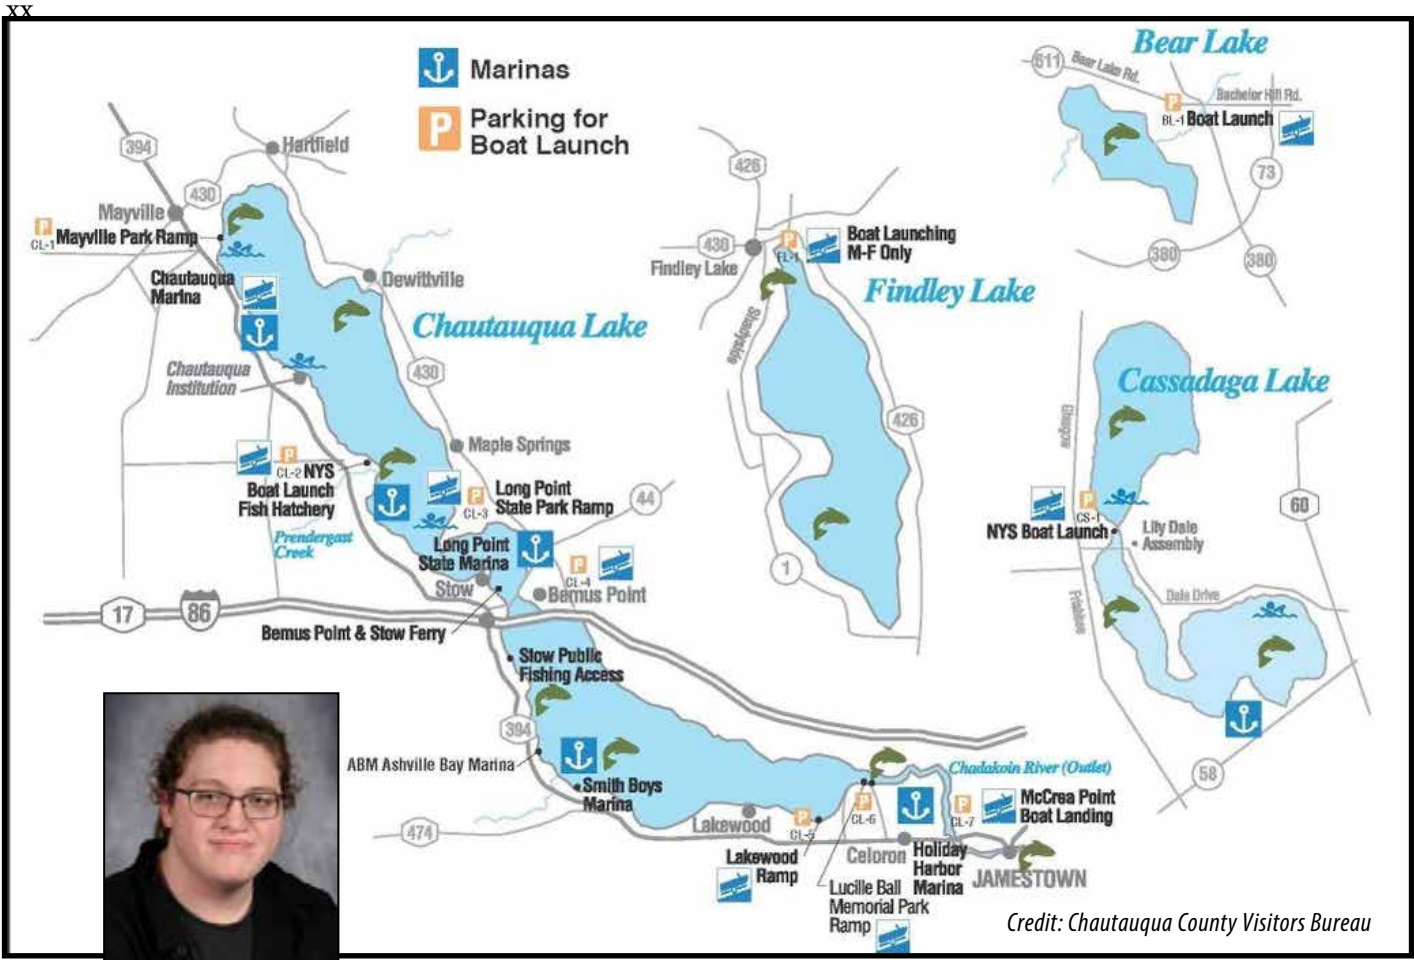 xx
Marinas
Parking for
Boat Launch
Bear Lake
611
Bear Lake Rd.
Bachelor Hill Rd.
BL-1 Boat Launch
73
380
380
394
Hartfield
430
Mayville
CL-1 Mayville Park Ramp
Chautauqua
Marina
Dewittville
Chautauqua Lake
Chautauqua
Institution
430
Maple Springs
CL-2 NYS
Boat Launch
Fish Hatchery
Prendergast
Creek
CL-3
Long Point
State Park Ramp
44
Long Point
State Marina
Stow
CL-4
Bemus Point
17
86
Bemus Point & Stow Ferry
Stow Public
Fishing Access
394
ABM Ashville Bay Marina
Smith Boys
Marina
474
Lakewood
CL-5
Lakewood
Ramp
CL-6
Celoron
Lucille Ball
Memorial Park
Ramp
Holiday
Harbor
Marina
Chadakoin River (Outlet)
CL-7
McCrea Point
Boat Landing
JAMESTOWN
426
430
Findley Lake
FL-1
Boat Launching
M-F Only
Findley Lake
Shadyside
426
1
Cassadaga Lake
Glasgow
CS-1
NYS Boat Launch
Lily Dale
Assembly
60
Frisbee
Dale Drive
58
Credit: Chautauqua County Visitors Bureau